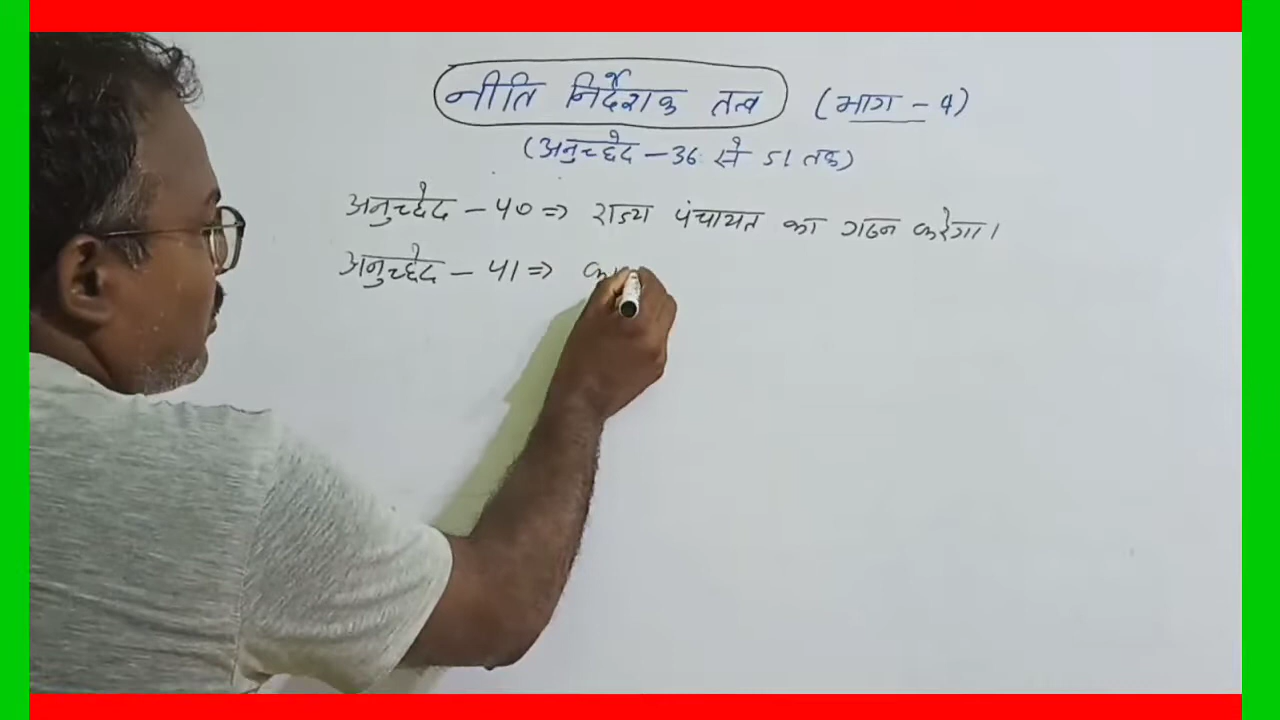 नीति निर्देशक तत्व (भाग - 4)
(अनुच्छेद - 36 से 51 तक)
अनुच्छेद - 40 => राज्य पंचायत का गठन करेगा।
अनुच्छेद - 41 =>